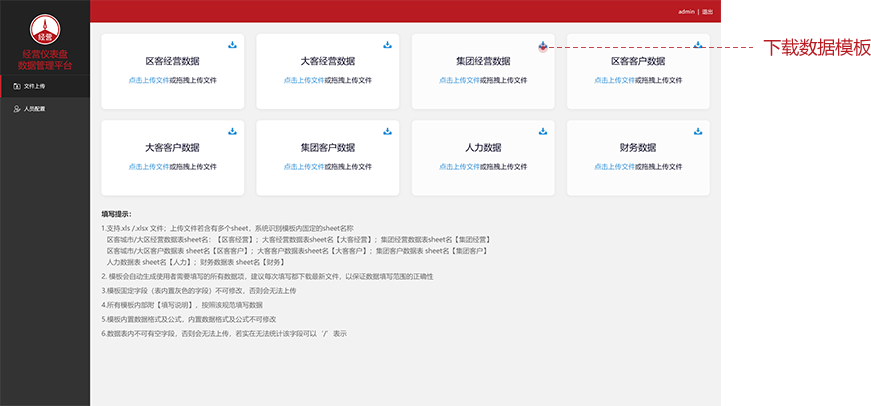 admin | 退出
经营
经营仪表盘
数据管理平台
文件上传
人员配置
区客经营数据
点击上传文件或拖拽上传文件
大客经营数据
点击上传文件或拖拽上传文件
集团经营数据
点击上传文件或拖拽上传文件
区客客户数据
点击上传文件或拖拽上传文件
下载数据模板
大客客户数据
点击上传文件或拖拽上传文件
集团客户数据
点击上传文件或拖拽上传文件
人力数据
点击上传文件或拖拽上传文件
财务数据
点击上传文件或拖拽上传文件
填写提示：
1.支持.xls /.xlsx 文件；上传文件若含有多个sheet，系统识别模板内固定的sheet名称
区客城市/大区经营数据表sheet名：【区客经营】；大客经营数据表sheet名【大客经营】；集团经营数据表sheet名【集团经营】
区客城市/大区客户数据表 sheet名【区客客户】；大客客户数据表sheet名【大客客户】；集团客户数据表 sheet名【集团客户】
人力数据表 sheet名【人力】；财务数据表 sheet名【财务】
2. 模板会自动生成使用者需要填写的所有数据项，建议每次填写都下载最新文件，以保证数据填写范围的正确性
3.模板固定字段（表内置灰色的字段）不可修改，否则会无法上传
4.所有模板内部附【填写说明】，按照该规范填写数据
5.模板内置数据格式及公式，内置数据格式及公式不可修改
6.数据表内不可有空字段，否则会无法上传，若实在无法统计该字段可以 “/” 表示